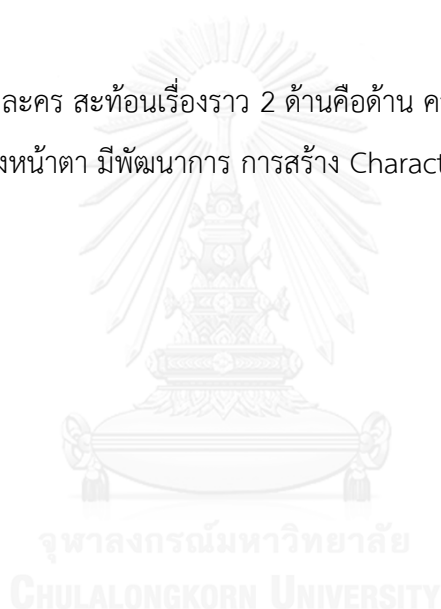 ละคร สะท้อนเรื่องราว 2 ด้านคือด้าน
งหน้าตา มีพัฒนาการ การสร้าง Charact
จุฬาลงกรณ์มหาวิทยาลัย
CHULALONGKORN UNIVERSITY